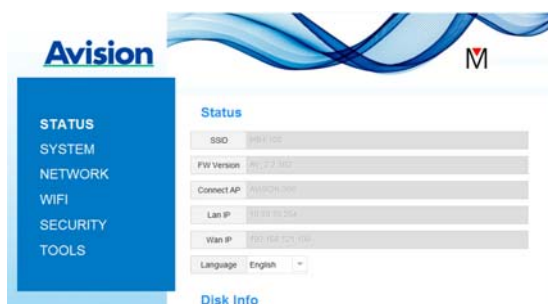 Avision
M
STATUS
SYSTEM
NETWORK
WIFI
SECURITY
TOOLS
Status
SSID
FW Version
Connect AP
Lan IP
Wan IP
Language English
Disk Info